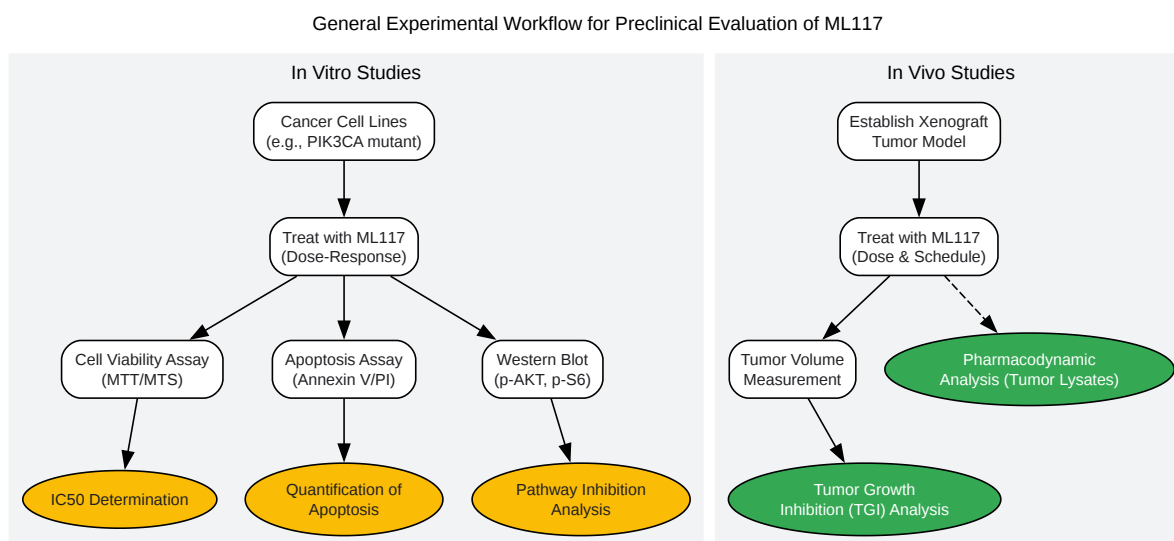 General Experimental Workflow for Preclinical Evaluation of ML117
In Vitro Studies
Cancer Cell Lines
(e.g., PIK3CA mutant)
Treat with ML117
(Dose-Response)
Cell Viability Assay
(MTT/MTS)
Apoptosis Assay
(Annexin V/PI)
Western Blot
(p-AKT, p-S6)
IC50 Determination
Quantification of
Apoptosis
Pathway Inhibition
Analysis
In Vivo Studies
Establish Xenograft
Tumor Model
Treat with ML117
(Dose & Schedule)
Tumor Volume
Measurement
Pharmacodynamic
Analysis (Tumor Lysates)
Tumor Growth
Inhibition (TGI) Analysis